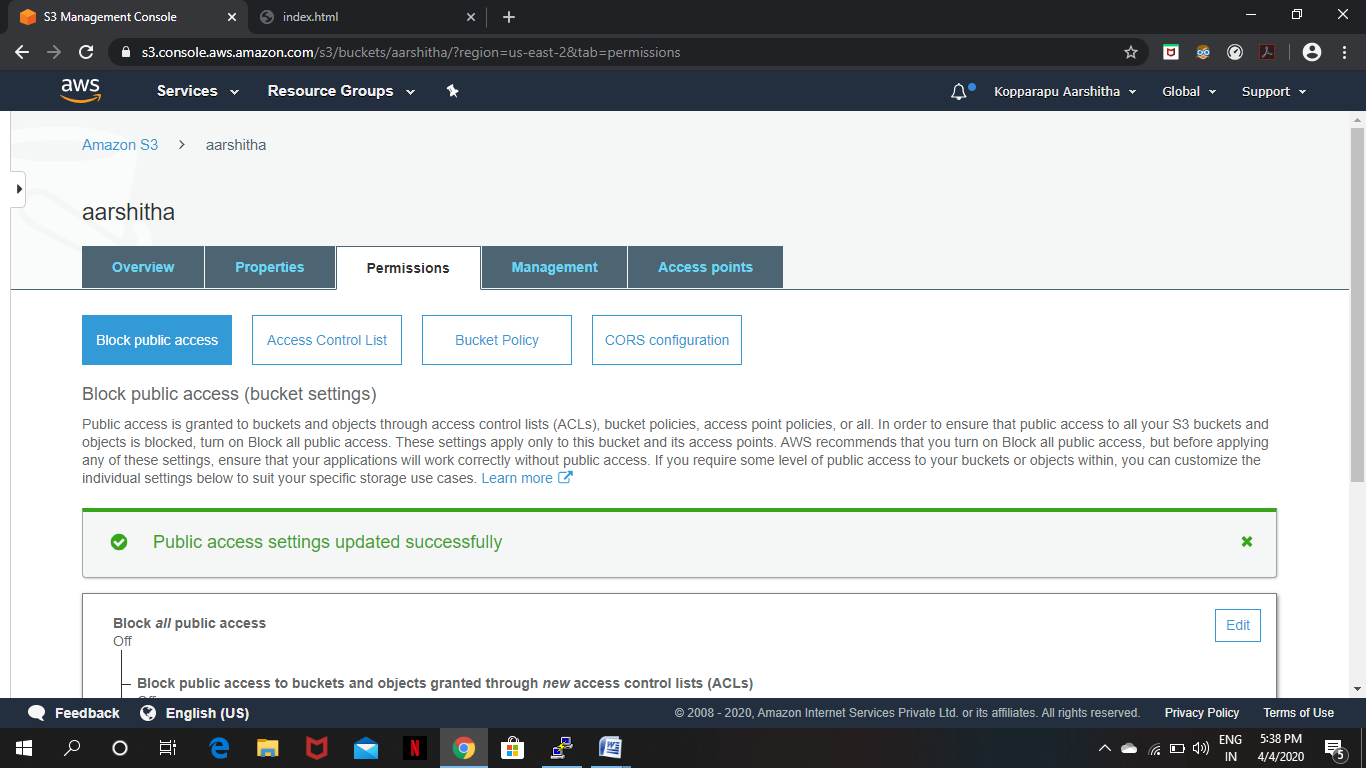 S3 Management Console
index.html
s3.console.aws.amazon.com/s3/buckets/aarshitha/?region=us-east-2&tab=permissions
aws
Services
Resource Groups
Kopparapu Aarshitha
Global
Support
Amazon S3
aarshitha
aarshitha
Overview
Properties
Permissions
Management
Access points
Block public access
Access Control List
Bucket Policy
CORS configuration
Block public access (bucket settings)
Public access is granted to buckets and objects through access control lists (ACLs), bucket policies, access point policies, or all. In order to ensure that public access to all your S3 buckets and
objects is blocked, turn on Block all public access. These settings apply only to this bucket and its access points. AWS recommends that you turn on Block all public access, but before applying
any of these settings, ensure that your applications will work correctly without public access. If you require some level of public access to your buckets or objects within, you can customize the
individual settings below to suit your specific storage use cases. Learn more
Public access settings updated successfully
Block all public access
Edit
Off
Block public access to buckets and objects granted through new access control lists (ACLs)
Feedback
English (US)
© 2008 - 2020, Amazon Internet Services Private Ltd. or its affiliates. All rights reserved.
Privacy Policy
Terms of Use
ENG
IN
5:38 PM
4/4/2020
5